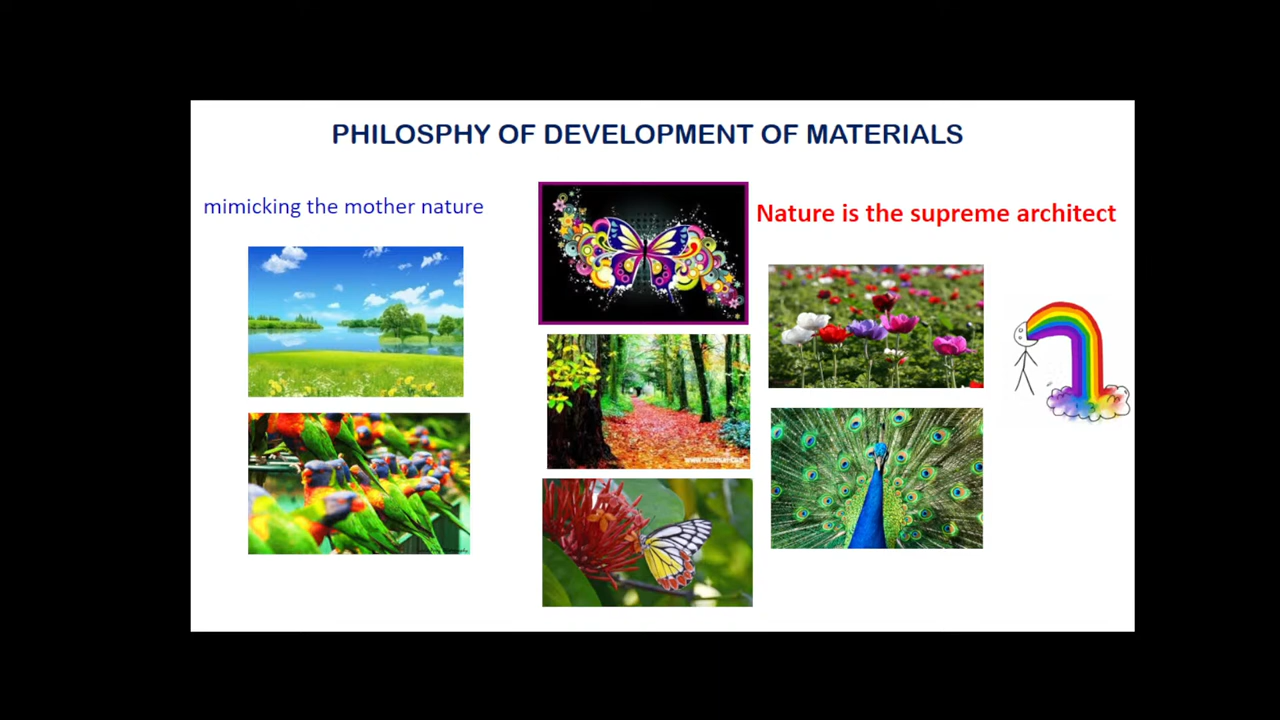 PHILOSPHY OF DEVELOPMENT OF MATERIALS
mimicking the mother nature
Nature is the supreme architect